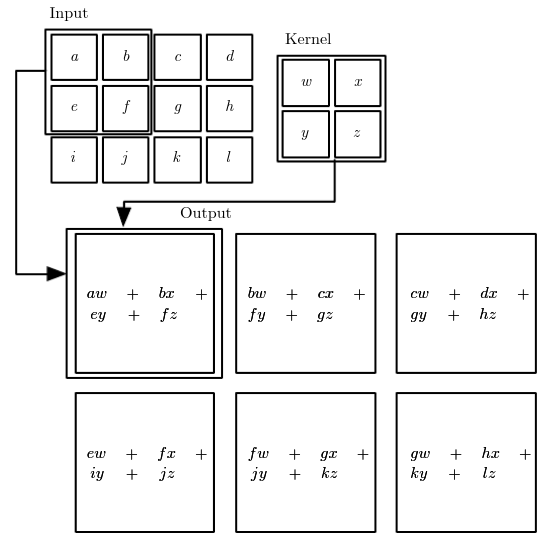 Input
Kernel
a b c d
w x
e f g h
y z
i j k l
Output
aw + bx +
ey + fz
bw + cx +
fy + gz
cw + dx +
gy + hz
ew + fx +
iy + jz
fw + gx +
jy + kz
gw + hx +
ky + lz